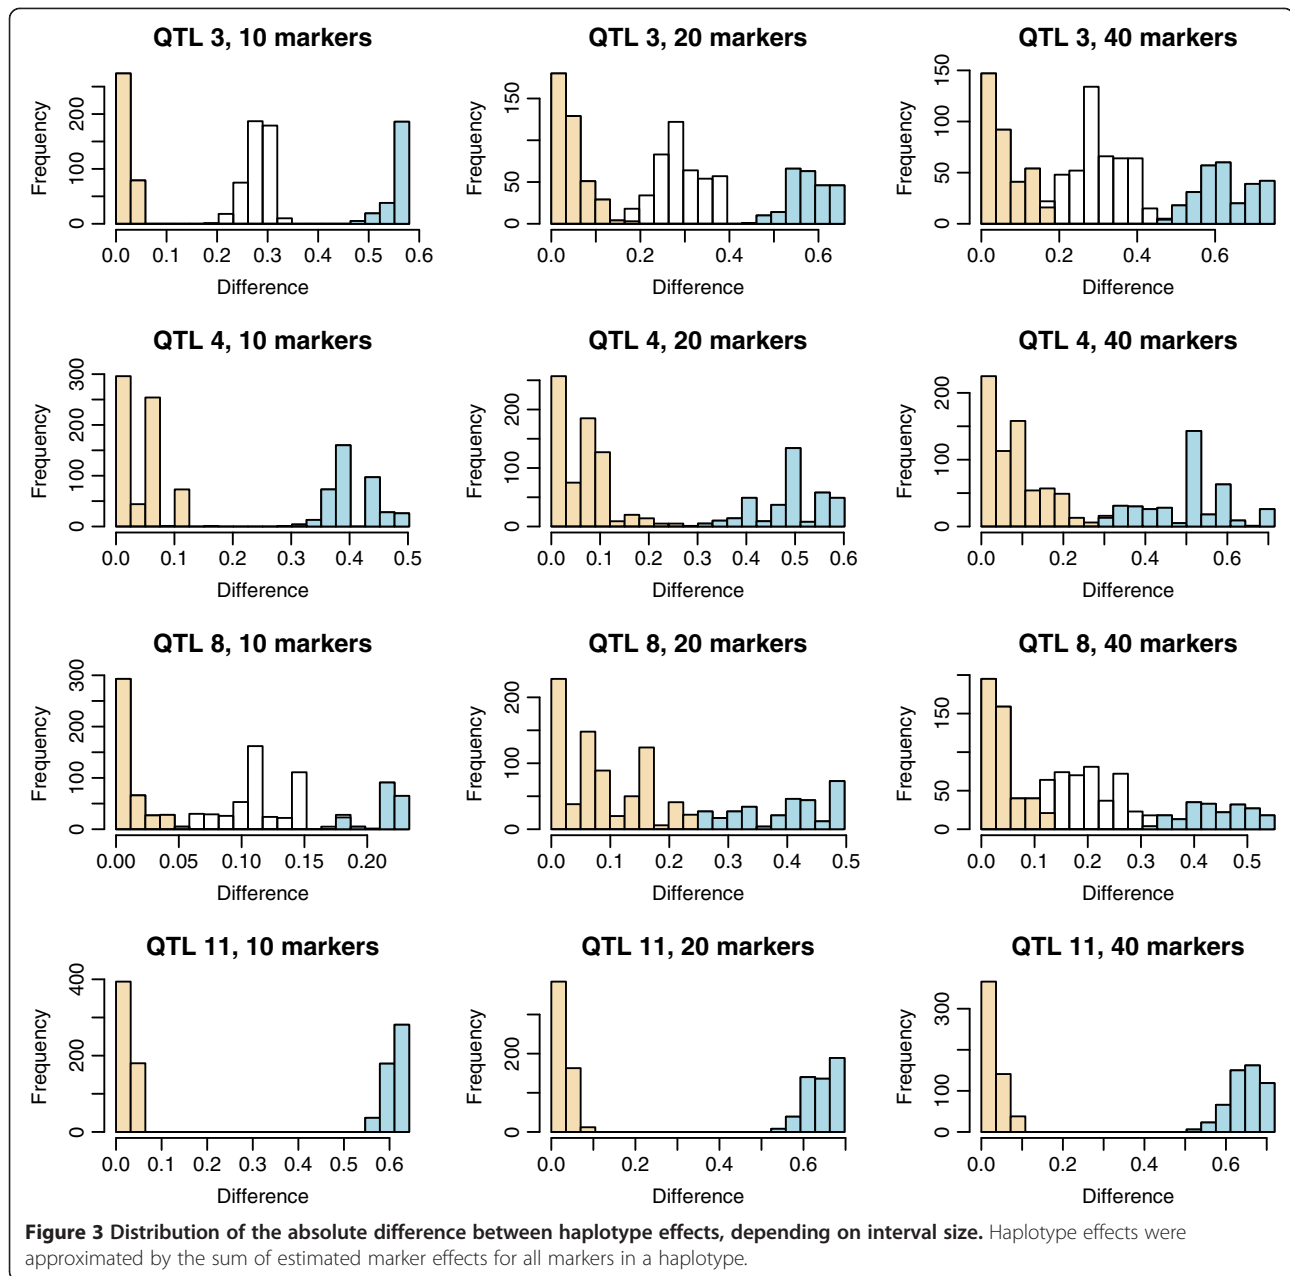 QTL 3, 10 markers
Frequency
0 100 200
0.0 0.1 0.2 0.3 0.4 0.5 0.6
Difference
QTL 3, 20 markers
Frequency
0 50 150
0.0 0.2 0.4 0.6
Difference
QTL 3, 40 markers
Frequency
0 50 100 150
0.0 0.2 0.4 0.6
Difference
QTL 4, 10 markers
Frequency
0 100 200 300
0.0 0.1 0.2 0.3 0.4 0.5
Difference
QTL 4, 20 markers
Frequency
0 100 200
0.0 0.1 0.2 0.3 0.4 0.5 0.6
Difference
QTL 4, 40 markers
Frequency
0 100 200
0.0 0.2 0.4 0.6
Difference
QTL 8, 10 markers
Frequency
0 100 200 300
0.00 0.05 0.10 0.15 0.20
Difference
QTL 8, 20 markers
Frequency
0 100 200
0.0 0.1 0.2 0.3 0.4 0.5
Difference
QTL 8, 40 markers
Frequency
0 50 150
0.0 0.1 0.2 0.3 0.4 0.5
Difference
QTL 11, 10 markers
Frequency
0 200 400
0.0 0.1 0.2 0.3 0.4 0.5 0.6
Difference
QTL 11, 20 markers
Frequency
0 200
0.0 0.2 0.4 0.6
Difference
QTL 11, 40 markers
Frequency
0 100 300
0.0 0.2 0.4 0.6
Difference
Figure 3 Distribution of the absolute difference between haplotype effects, depending on interval size. Haplotype effects were
approximated by the sum of estimated marker effects for all markers in a haplotype.